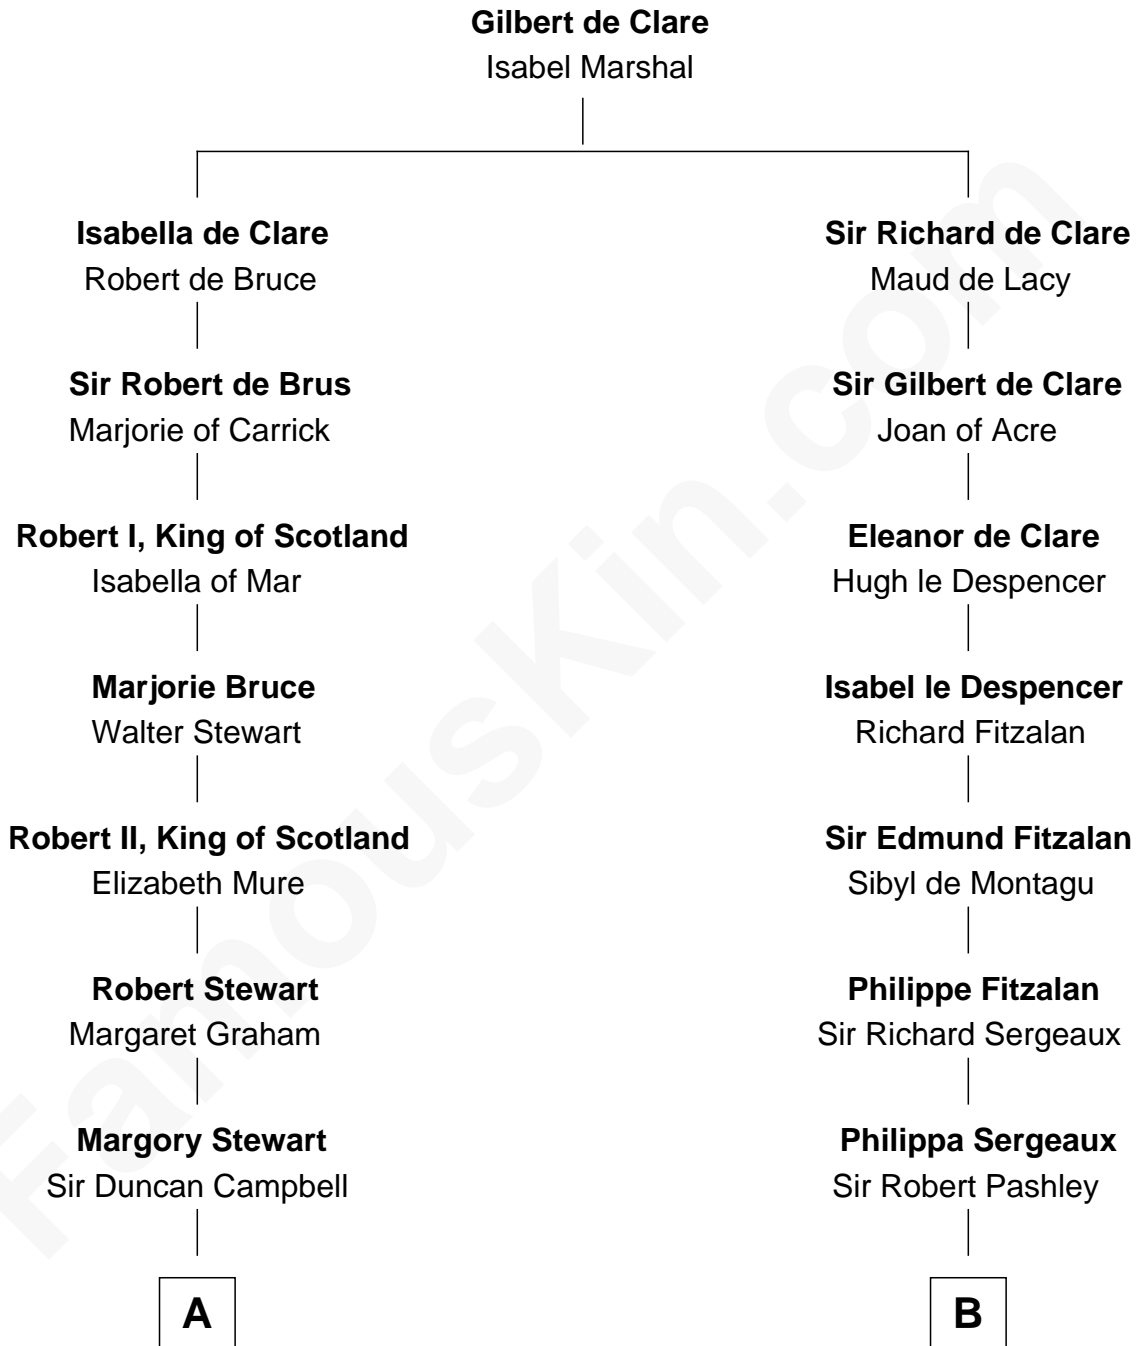 Gilbert de Clare
Isabel Marshal
Isabella de Clare
Robert de Bruce
Sir Richard de Clare
Maud de Lacy
Sir Robert de Brus
Marjorie of Carrick
Sir Gilbert de Clare
Joan of Acre
Robert I, King of Scotland
Isabella of Mar
Eleanor de Clare
Hugh le Despencer
Marjorie Bruce
Walter Stewart
Isabel le Despencer
Richard Fitzalan
Robert II, King of Scotland
Elizabeth Mure
Sir Edmund Fitzalan
Sibyl de Montagu
Robert Stewart
Margaret Graham
Philippe Fitzalan
Sir Richard Sergeaux
Margory Stewart
Sir Duncan Campbell
Philippa Sergeaux
Sir Robert Pashley
A
B
FamousKin.com